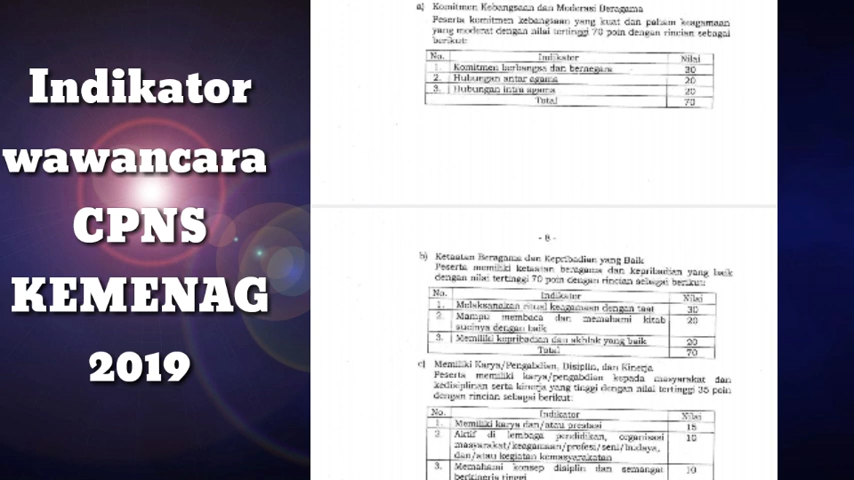 Indikator
wawancara
CPNS
KEMENAG
2019
a) Komitmen Kebangsaan dan Moderasi Beragama
Peserta komitmen kebangsaan yang kuat dan paham keagamaan
yang moderat dengan nilai tertinggi 70 poin dengan rincian sebagai
berikut:
No. Indikator Nilai
1. Komitmen berbangsa dan bernegara 30
2. Hubungan antar agama 20
3. Hubungan intra agama 20
Total 70
- 8 -
b) Ketaatan Beragama dan Kepribadian yang Baik
Peserta memiliki ketaatan beragama dan kepribadian yang baik
dengan nilai tertinggi 70 poin dengan rincian sebagai berikut:
No. Indikator Nilai
1. Melaksanakan ritual keagamaan dengan taat 30
2. Mampu membaca dan memahami kitab 20
sucinya dengan baik
3. Memiliki kepribadian dan akhlak yang baik 20
Total 70
c) Memiliki Karya/Pengabdian, Disiplin, dan Kinerja
Peserta memiliki karya/pengabdian kepada masyarakat dan
kedisiplinan serta kinerja yang tinggi dengan nilai tertinggi 35 poin
dengan rincian sebagai berikut:
No. Indikator Nilai
1. Memiliki karya dan/atau prestasi 15
2. Aktif di lembaga pendidikan, organisasi 10
masyarakat/keagamaan/profesi/seni/budaya,
dan/atau kegiatan kemasyarakatan
3. Memahami konsep disiplin dan semangat 10
berkinerja tinggi